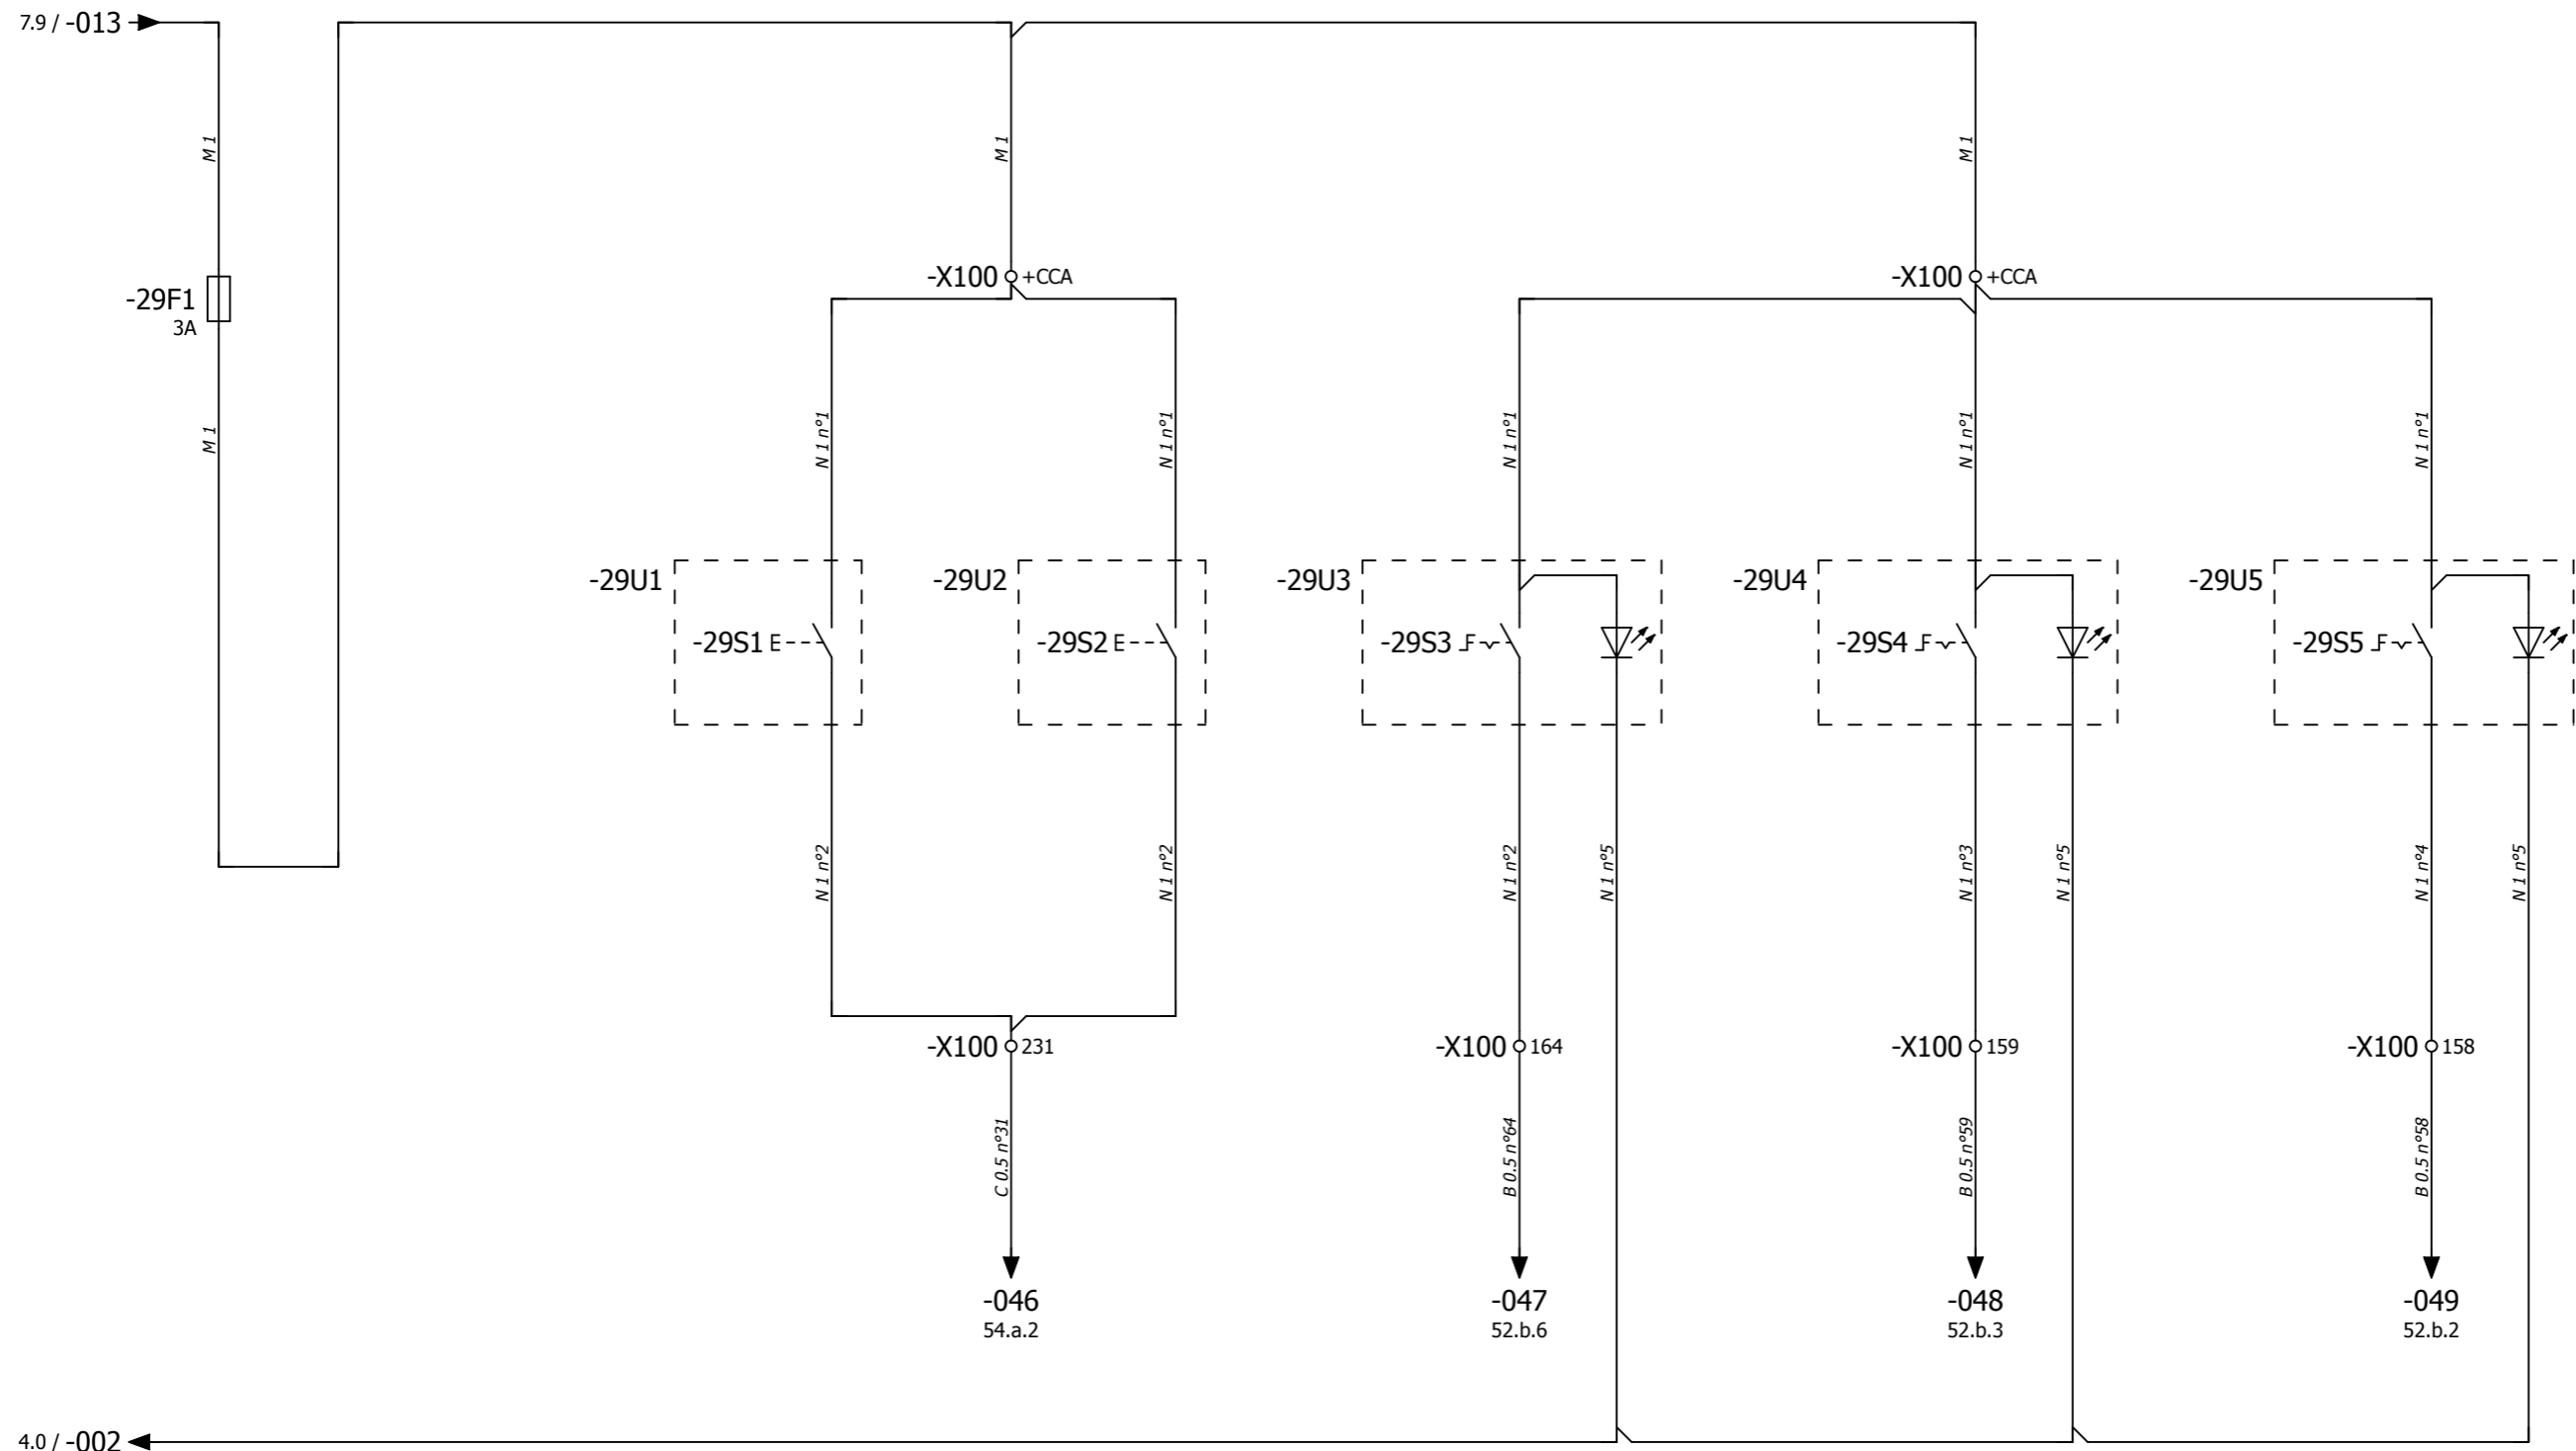 7.9 / -013
M 1
M 1
M 1
-X100 +CCA
-X100 +CCA
-29F1
3A
M 1
N 1 n°1
N 1 n°1
N 1 n°1
N 1 n°1
N 1 n°1
-29U1
-29U2
-29U3
-29U4
-29U5
-29S1
-29S2
-29S3
-29S4
-29S5
N 1 n°2
N 1 n°2
N 1 n°2
N 1 n°5
N 1 n°3
N 1 n°5
N 1 n°4
N 1 n°5
-X100 231
-X100 164
-X100 159
-X100 158
C 0.5 n°31
B 0.5 n°64
B 0.5 n°59
B 0.5 n°58
-046
54.a.2
-047
52.b.6
-048
52.b.3
-049
52.b.2
4.0 / -002